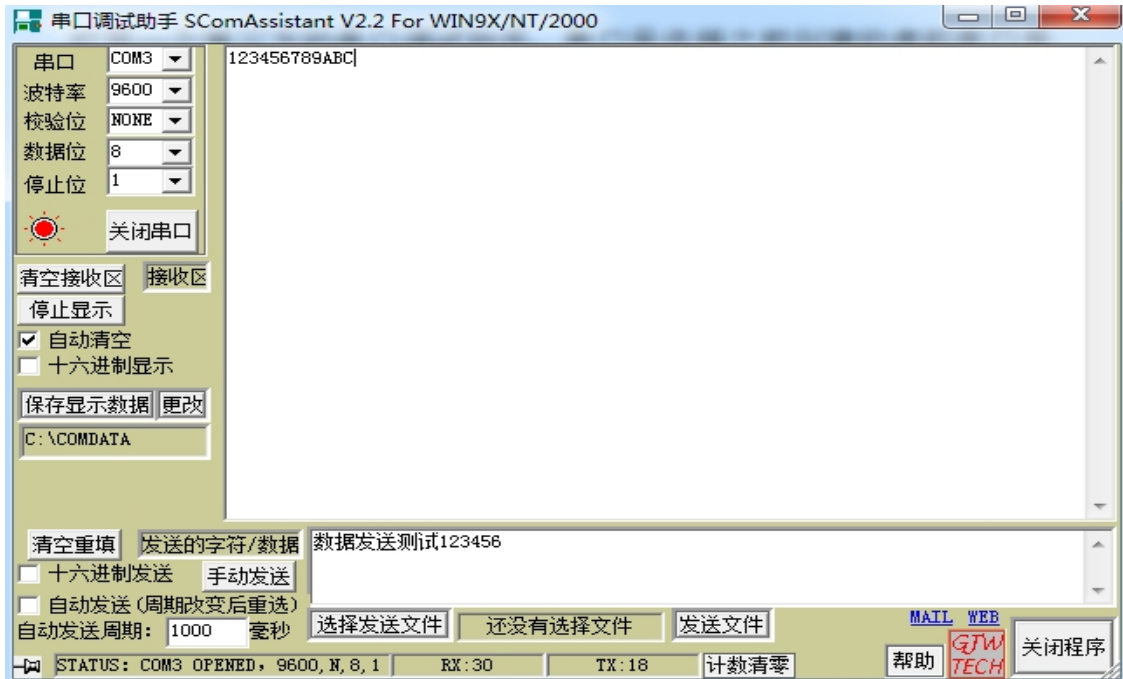 串口调试助手 SComAssistant V2.2 For WIN9X/NT/2000
串口 COM3
波特率 9600
校验位 NONE
数据位 8
停止位 1
关闭串口
123456789ABC
清空接收区 接收区
停止显示
自动清空
十六进制显示
保存显示数据 更改
C:\COMDATA
清空重填 发送的字符/数据 数据发送测试123456
十六进制发送 手动发送
自动发送(周期改变后重选)
自动发送周期: 1000 毫秒 选择发送文件 还没有选择文件 发送文件
MAIL WEB
STATUS: COM3 OPENED, 9600,N,8,1 RX:30 TX:18 计数清零 帮助 GJW TECH 关闭程序